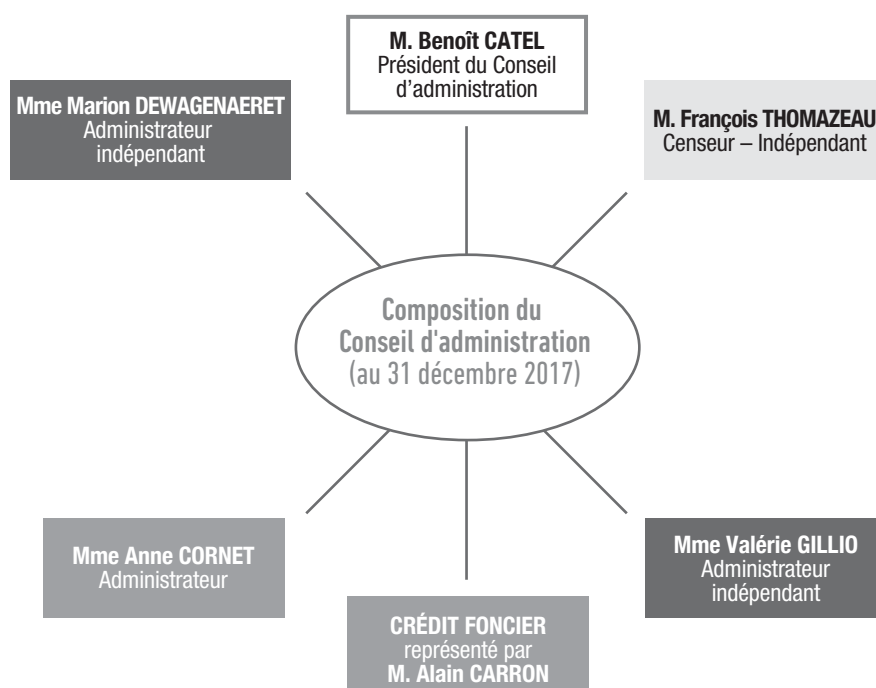 M. Benoît CATEL
Président du Conseil
d'administration
Mme Marion DEWAGENAERET
Administrateur
indépendant
M. François THOMAZEAU
Censeur – Indépendant
Composition du
Conseil d'administration
(au 31 décembre 2017)
Mme Anne CORNET
Administrateur
CRÉDIT FONCIER
représenté par
M. Alain CARRON
Mme Valérie GILLIO
Administrateur
indépendant